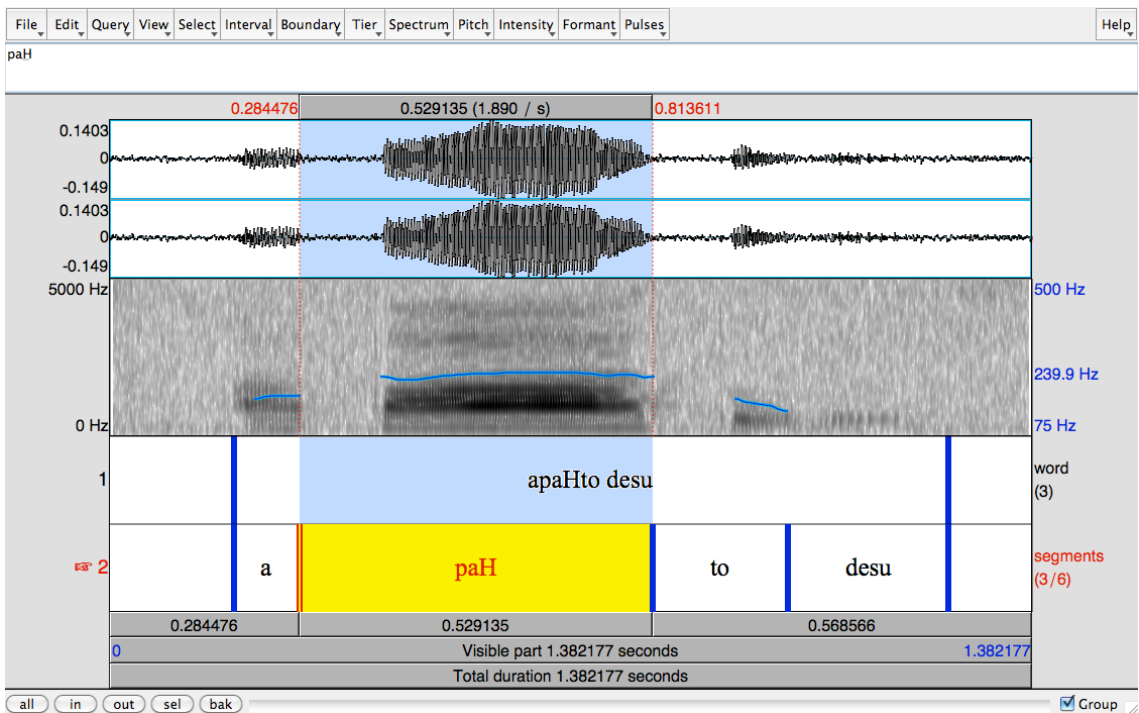 File Edit Query View Select Interval Boundary Tier Spectrum Pitch Intensity Formant Pulses Help
paH
0.284476 0.529135 (1.890 / s) 0.813611
0.1403
0
-0.149
0.1403
0
-0.149
5000 Hz 500 Hz
239.9 Hz
0 Hz 75 Hz
1 apaHto desu word
(3)
2 a paH to desu segments
(3/6)
0.284476 0.529135 0.568566
0 Visible part 1.382177 seconds 1.382177
Total duration 1.382177 seconds
all in out sel bak Group